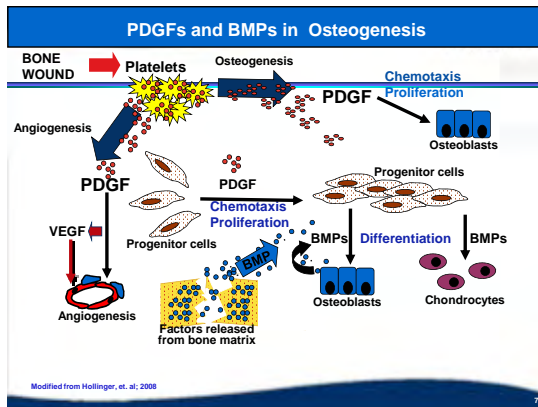 PDGFs and BMPs in Osteogenesis
BONE
WOUND
Platelets
Osteogenesis
Chemotaxis
Proliferation
PDGF
Osteoblasts
Angiogenesis
PDGF
PDGF
Progenitor cells
Chemotaxis
Proliferation
Progenitor cells
VEGF
BMP
BMPs
Differentiation
BMPs
Angiogenesis
Factors released
from bone matrix
Osteoblasts
Chondrocytes
Modified from Hollinger, et. al; 2008
7